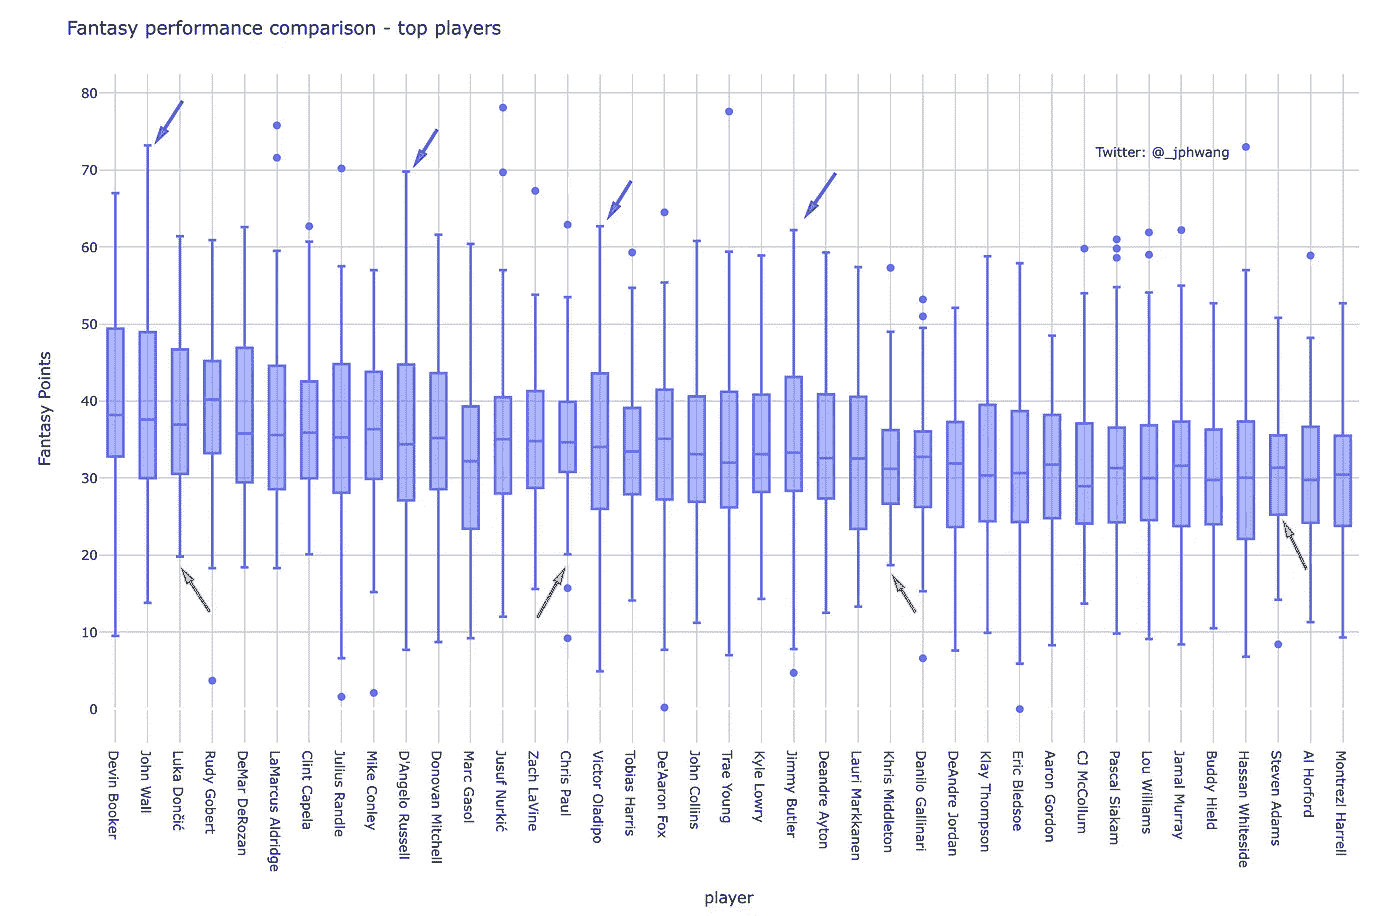 Fantasy performance comparison - top players
80
70
60
50
40
30
20
10
0
Fantasy Points
Twitter: @_jphwang
Devin Booker
John Wall
Luka Dončić
Rudy Gobert
DeMar DeRozan
LaMarcus Aldridge
Clint Capela
Julius Randle
Mike Conley
D'Angelo Russell
Donovan Mitchell
Marc Gasol
Jusuf Nurkić
Zach LaVine
Chris Paul
Victor Oladipo
Tobias Harris
De'Aaron Fox
John Collins
Trae Young
Kyle Lowry
Jimmy Butler
Deandre Ayton
Lauri Markkanen
Khris Middleton
Danilo Gallinari
DeAndre Jordan
Klay Thompson
Eric Bledsoe
Aaron Gordon
CJ McCollum
Pascal Siakam
Lou Williams
Jamal Murray
Buddy Hield
Hassan Whiteside
Steven Adams
Al Horford
Montrezl Harrell
player